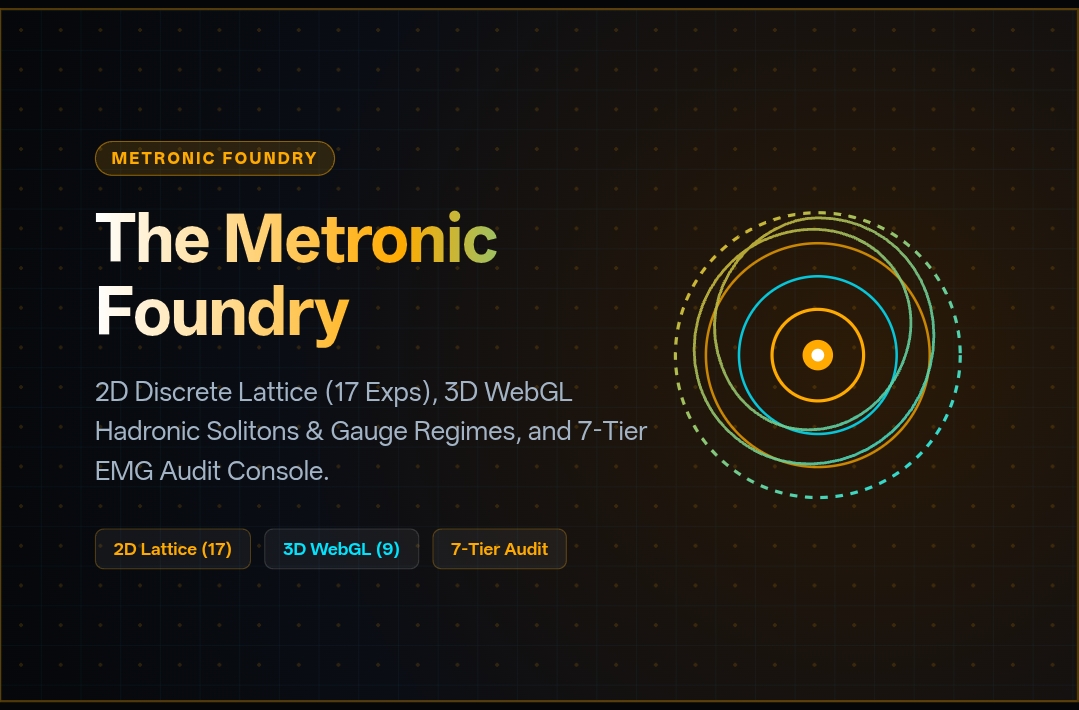 METRONIC FOUNDRY
The Metronic
Foundry
2D Discrete Lattice (17 Exps), 3D WebGL
Hadronic Solitons & Gauge Regimes, and 7-Tier
EMG Audit Console.
2D Lattice (17)
3D WebGL (9)
7-Tier Audit